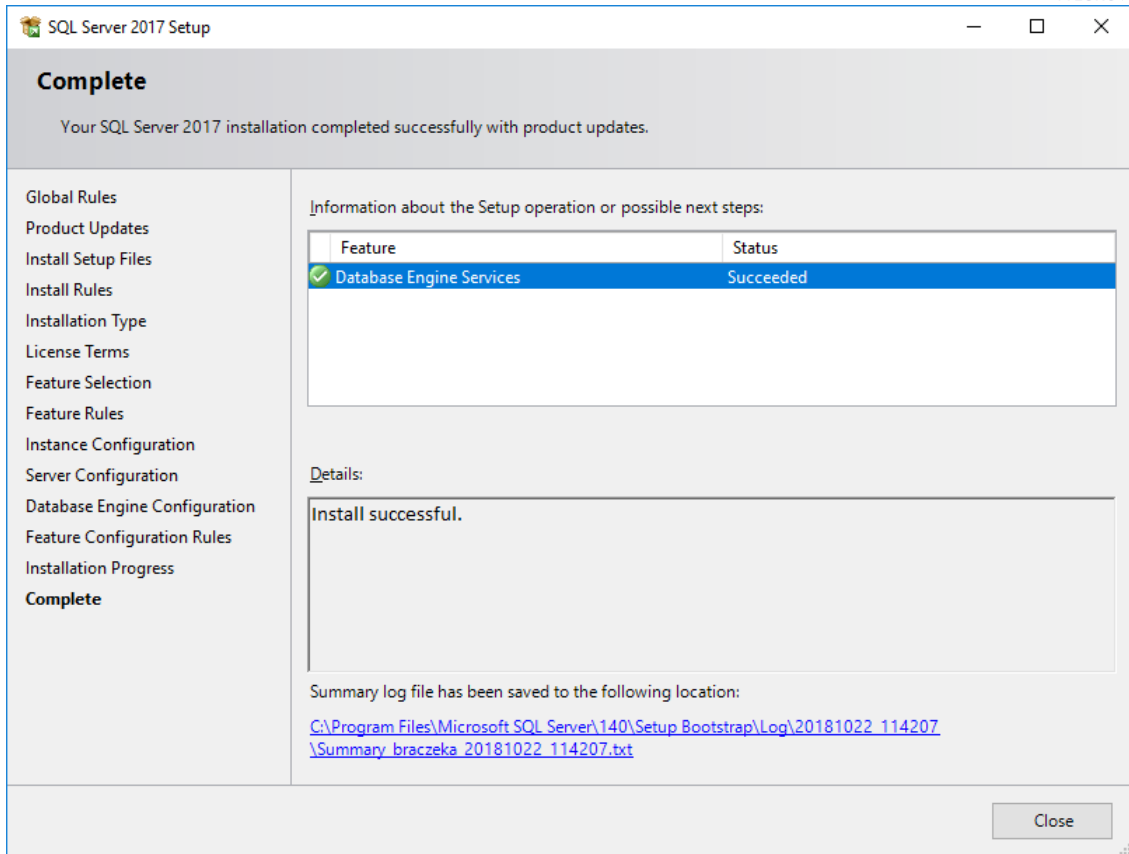 SQL Server 2017 Setup
Complete
Your SQL Server 2017 installation completed successfully with product updates.
Global Rules
Product Updates
Install Setup Files
Install Rules
Installation Type
License Terms
Feature Selection
Feature Rules
Instance Configuration
Server Configuration
Database Engine Configuration
Feature Configuration Rules
Installation Progress
Complete
Information about the Setup operation or possible next steps:
Feature Status
Database Engine Services Succeeded
Details:
Install successful.
Summary log file has been saved to the following location:
C:\Program Files\Microsoft SQL Server\140\Setup Bootstrap\Log\20181022_114207
\Summary_braczeka_20181022_114207.txt
Close